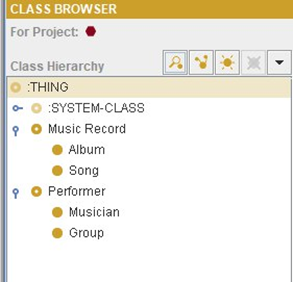 CLASS BROWSER
For Project:
Class Hierarchy
:THING
:SYSTEM-CLASS
Music Record
Album
Song
Performer
Musician
Group